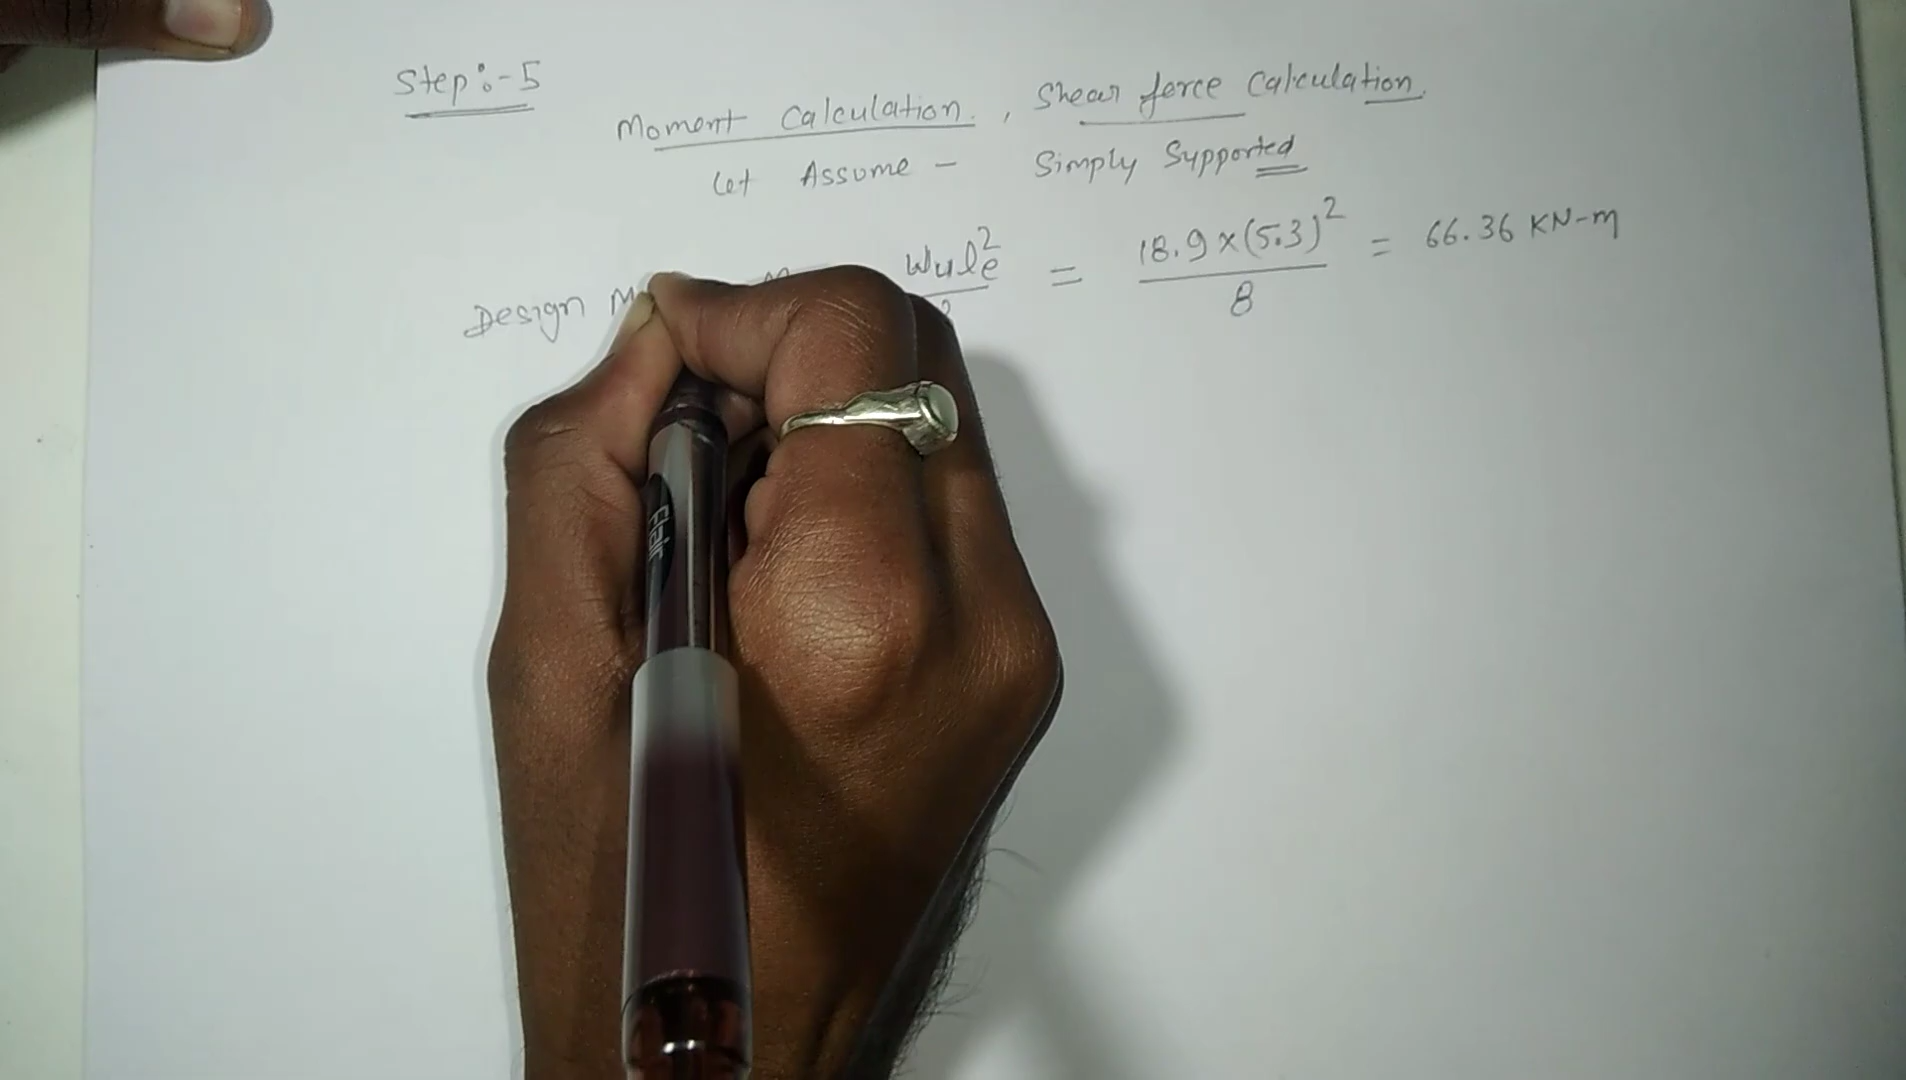 Step:-5
Moment Calculation. , Shear force Calculation.
Let Assume - Simply Supported
Design Wule² = 18.9 x (5.3)² / 8 = 66.36 KN-m
Flair